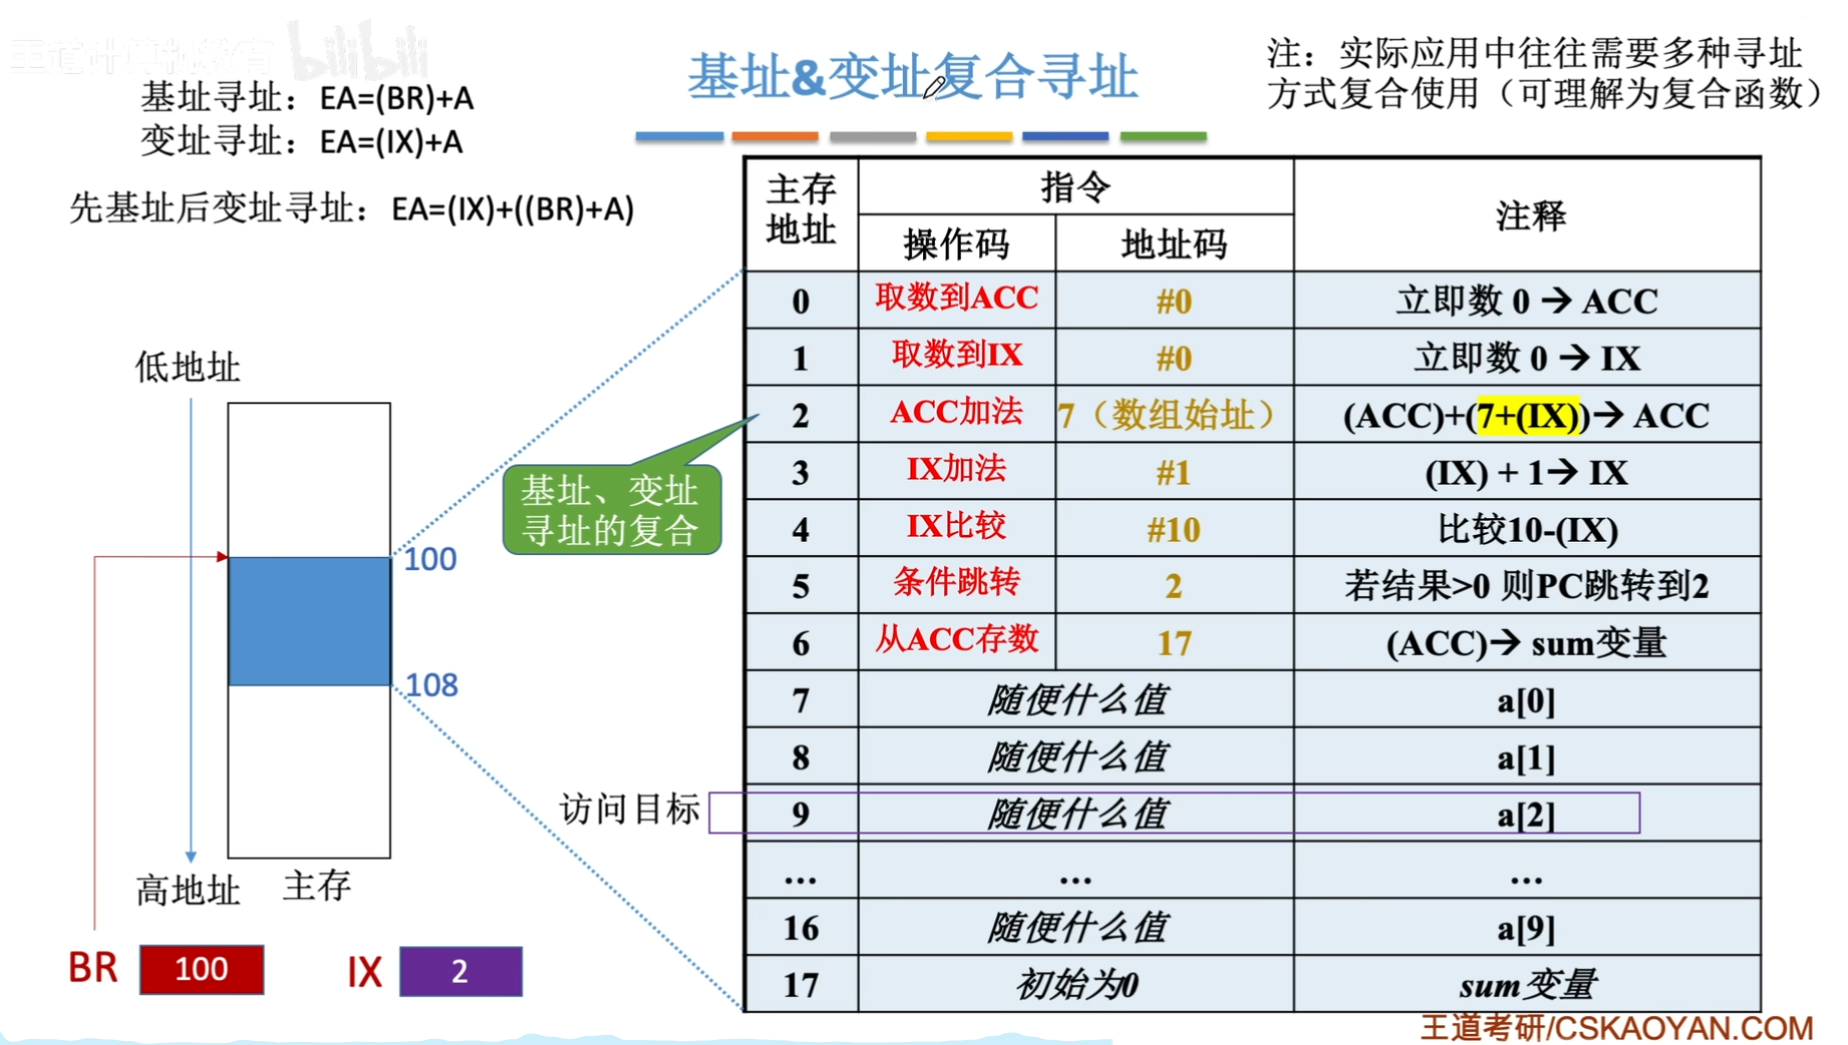 王道计算机教育 bilibili
基址&变址复合寻址
注：实际应用中往往需要多种寻址
方式复合使用（可理解为复合函数）
基址寻址：EA=(BR)+A
变址寻址：EA=(IX)+A
先基址后变址寻址：EA=(IX)+((BR)+A)
主存地址 指令 注释
操作码 地址码
0 取数到ACC #0 立即数 0 → ACC
1 取数到IX #0 立即数 0 → IX
2 ACC加法 7（数组始址） (ACC)+(7+(IX))→ ACC
3 IX加法 #1 (IX) + 1→ IX
4 IX比较 #10 比较10-(IX)
5 条件跳转 2 若结果>0 则PC跳转到2
6 从ACC存数 17 (ACC)→ sum变量
7 随便什么值 a[0]
8 随便什么值 a[1]
9 随便什么值 a[2]
... ... ...
16 随便什么值 a[9]
17 初始为0 sum变量
基址、变址
寻址的复合
访问目标
低地址
100
108
高地址
主存
BR 100
IX 2
王道考研/CSKAOYAN.COM